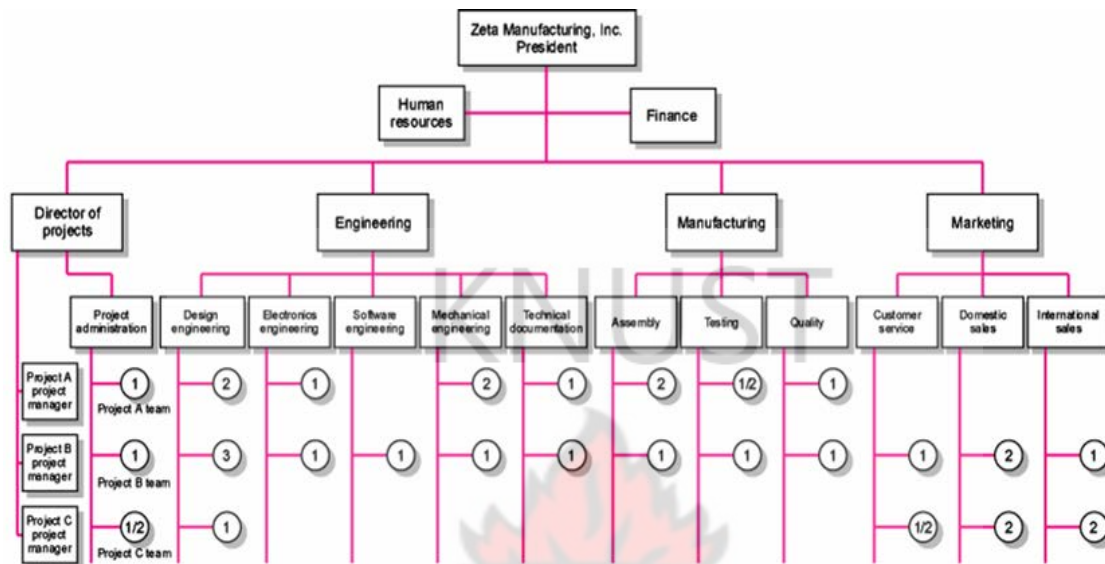 Zeta Manufacturing, Inc.
President
Human
resources
Finance
Director of
projects
Engineering
Manufacturing
Marketing
KNUST
Project
administration
Design
engineering
Electronics
engineering
Software
engineering
Mechanical
engineering
Technical
documentation
Assembly
Testing
Quality
Customer
service
Domestic
sales
International
sales
Project A
project
manager
1
2
1
2
1
2
1/2
1
Project A team
Project B
project
manager
1
3
1
1
1
1
1
1
1
1
2
1
Project B team
Project C
project
manager
1/2
1
1/2
2
2
Project C team